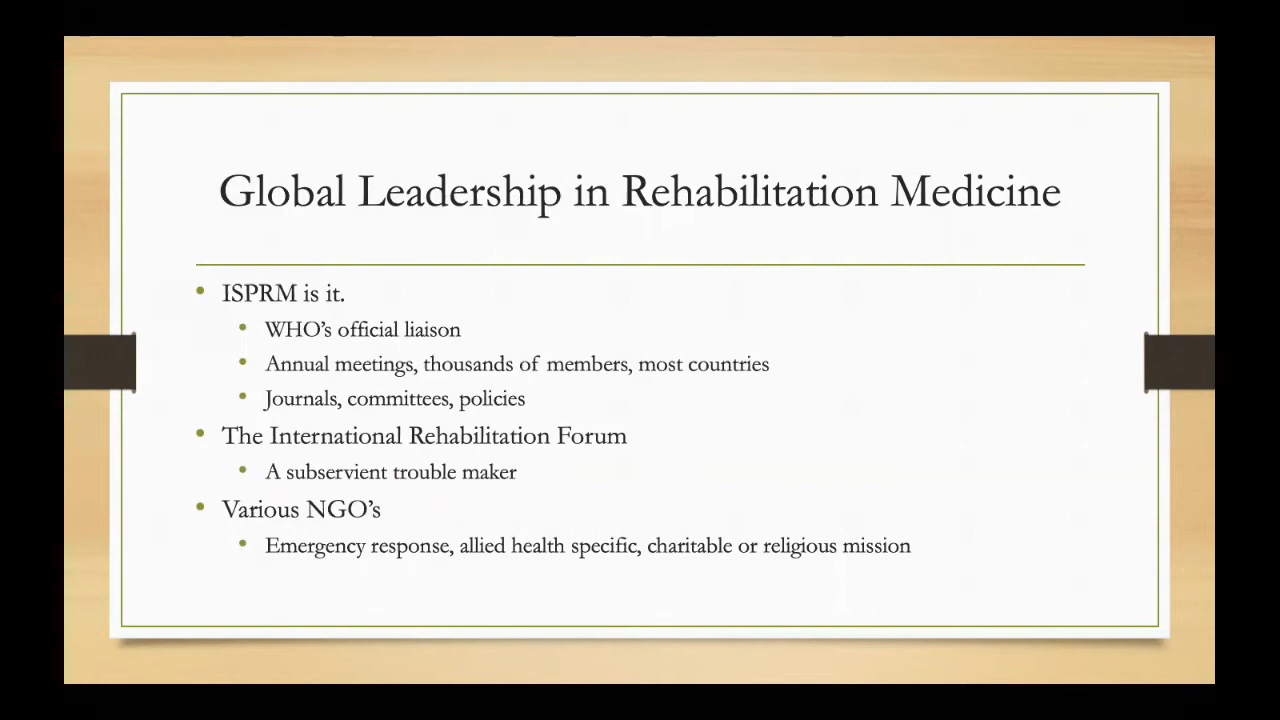 Global Leadership in Rehabilitation Medicine
• ISPRM is it.
• WHO’s official liaison
• Annual meetings, thousands of members, most countries
• Journals, committees, policies
• The International Rehabilitation Forum
• A subservient trouble maker
• Various NGO’s
• Emergency response, allied health specific, charitable or religious mission